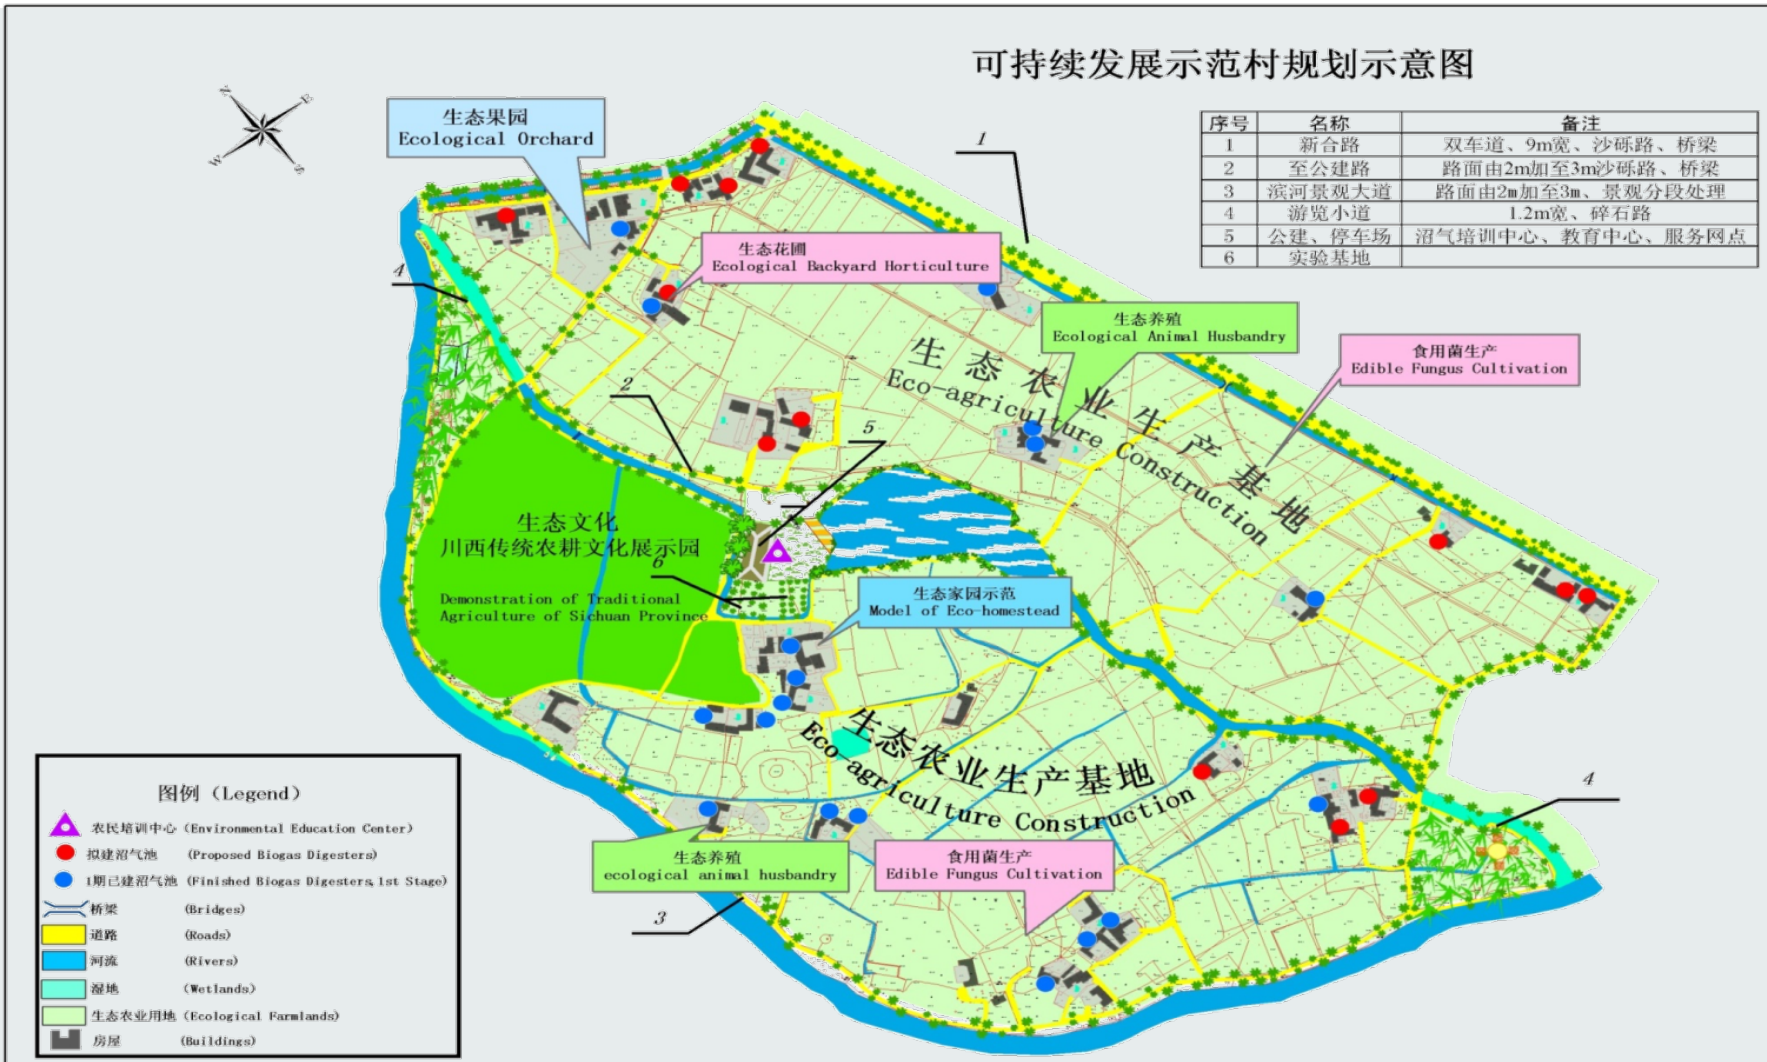 可持续发展示范村规划示意图
N
E
W
S
序号 名称 备注
1 新合路 双车道、9m宽、沙砾路、桥梁
2 至公建路 路面由2m加至3m沙砾路、桥梁
3 滨河景观大道 路面由2m加至3m、景观分段处理
4 游览小道 1.2m宽、碎石路
5 公建、停车场 沼气培训中心、教育中心、服务网点
6 实验基地
生态果园
Ecological Orchard
1
生态花圃
Ecological Backyard Horticulture
4
生态养殖
Ecological Animal Husbandry
食用菌生产
Edible Fungus Cultivation
生态农业生产基地
Eco-agriculture Construction
2
5
生态文化
川西传统农耕文化展示园
6
Demonstration of Traditional
Agriculture of Sichuan Province
生态家园示范
Model of Eco-homestead
生态农业生产基地
Eco agriculture Construction
4
生态养殖
ecological animal husbandry
食用菌生产
Edible Fungus Cultivation
3
图例 (Legend)
农民培训中心 (Environmental Education Center)
拟建沼气池 (Proposed Biogas Digesters)
1期已建沼气池 (Finished Biogas Digesters, 1st Stage)
桥梁 (Bridges)
道路 (Roads)
河流 (Rivers)
湿地 (Wetlands)
生态农业用地 (Ecological Farmlands)
房屋 (Buildings)